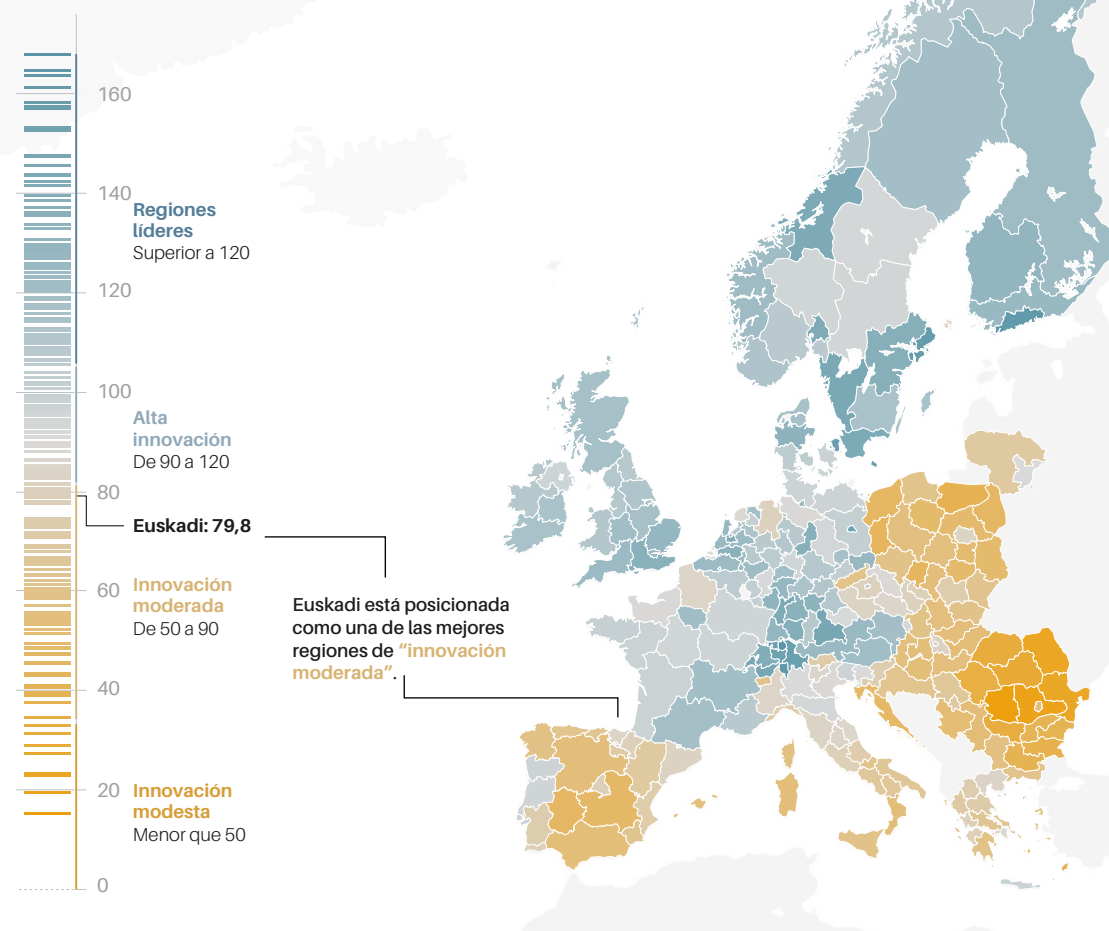 160
140
Regiones
líderes
Superior a 120
120
100
Alta
innovación
De 90 a 120
80
Euskadi: 79,8
60
Innovación
moderada
De 50 a 90
Euskadi está posicionada
como una de las mejores
regiones de “innovación
moderada”.
40
20
Innovación
modesta
Menor que 50
0